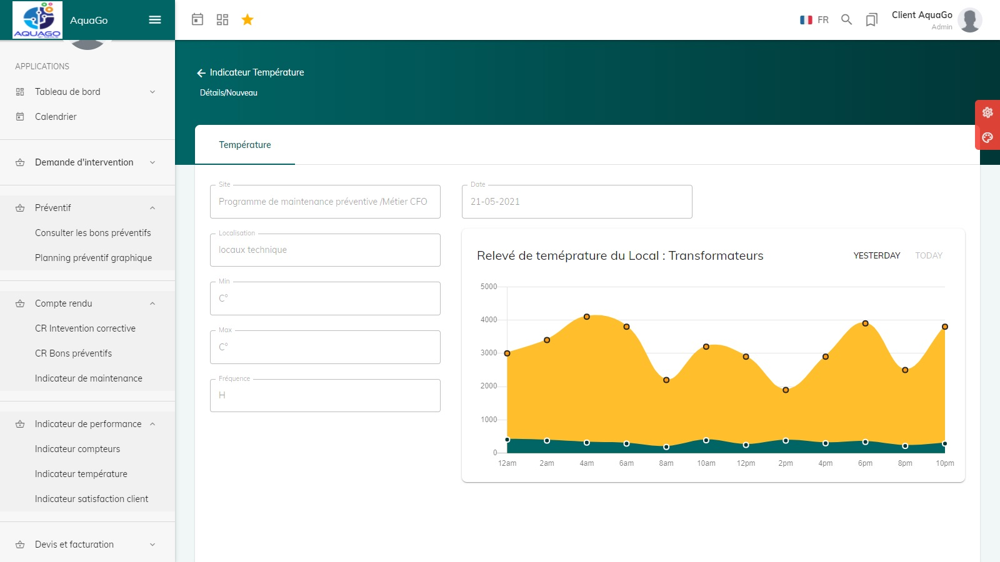 AQUAGO
AquaGo
FR
Client AquaGo
Admin
APPLICATIONS
Tableau de bord
Calendrier
Demande d'intervention
Préventif
Consulter les bons préventifs
Planning préventif graphique
Compte rendu
CR Intevention corrective
CR Bons préventifs
Indicateur de maintenance
Indicateur de performance
Indicateur compteurs
Indicateur température
Indicateur satisfaction client
Devis et facturation
Indicateur Température
Détails/Nouveau
Température
Site
Programme de maintenance préventive /Métier CFO
Date
21-05-2021
Localisation
locaux technique
Min
C°
Max
C°
Fréquence
H
Relevé de teméprature du Local : Transformateurs
YESTERDAY TODAY
5000
4000
3000
2000
1000
0
12am 2am 4am 6am 8am 10am 12pm 2pm 4pm 6pm 8pm 10pm